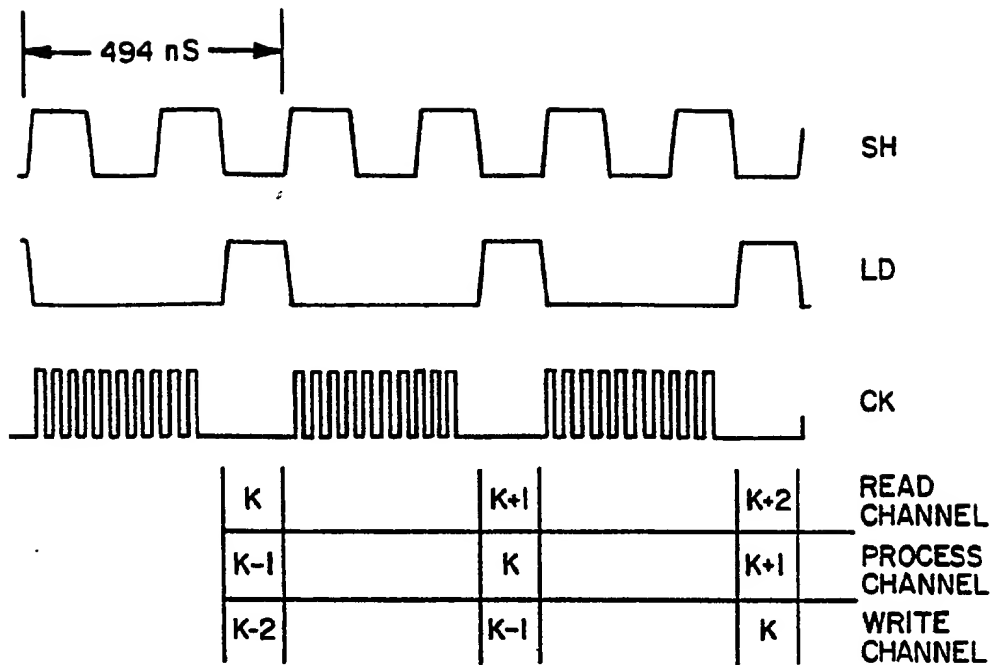 494 nS
SH
LD
CK
K K+1 K+2 READ CHANNEL
K-1 K K+1 PROCESS CHANNEL
K-2 K-1 K WRITE CHANNEL